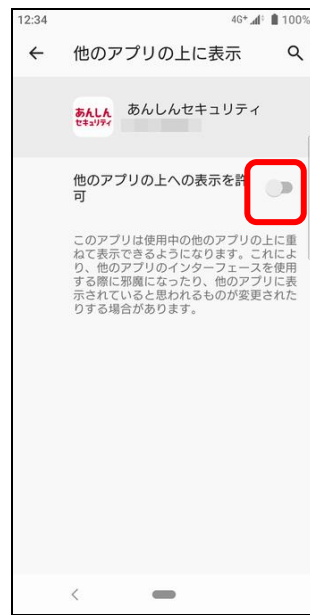 12:34 4G+ 100%
他のアプリの上に表示
あんしん
セキュリティ
あんしんセキュリティ
他のアプリの上への表示を許
可
このアプリは使用中の他のアプリの上に重
ねて表示できるようになります。これによ
り、他のアプリのインターフェースを使用
する際に邪魔になったり、他のアプリに表
示されていると思われるものが変更された
りする場合があります。